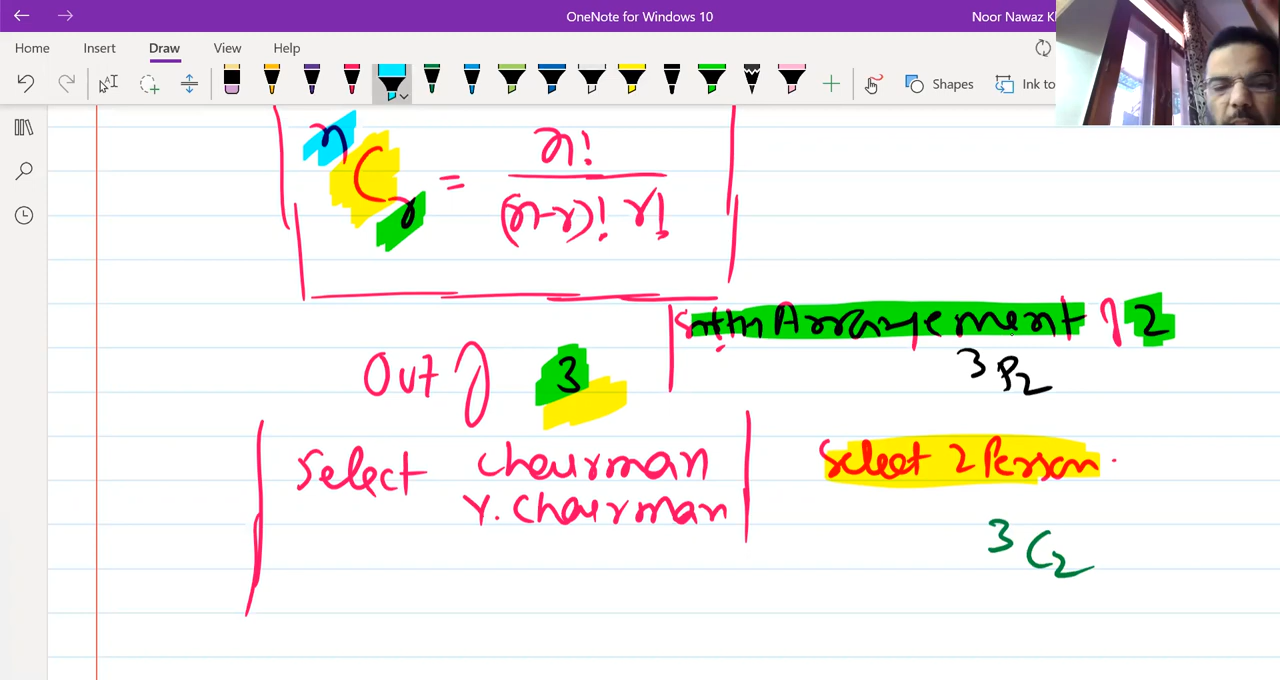 OneNote for Windows 10
Noor Nawaz K
Home Insert Draw View Help
Shapes
Ink to
nCr = n! / (n-r)! r!
Arrangement of 2
3P2
Out of 3
Select Chairman
V. Chairman
Select 2 Person.
3C2